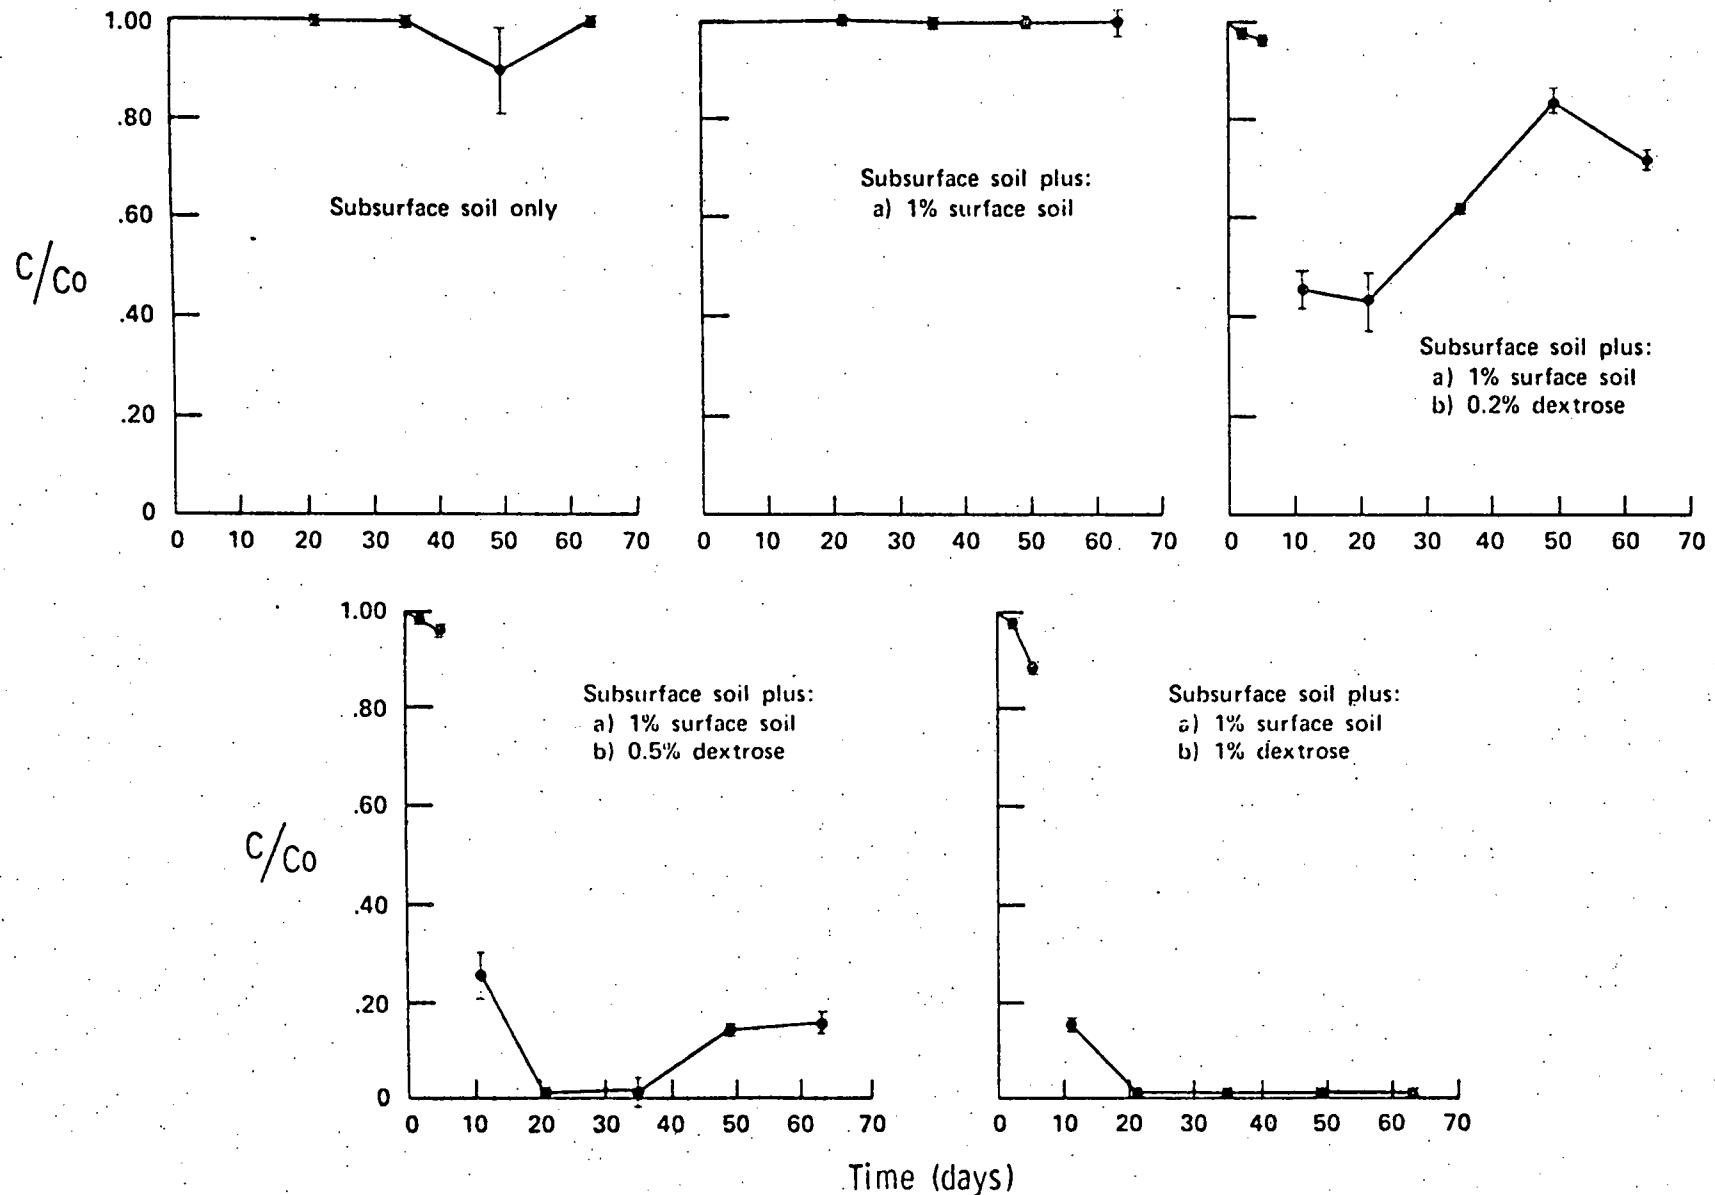 1.00
.80
.60
.40
.20
0
C/Co
Subsurface soil only
0 10 20 30 40 50 60 70
Subsurface soil plus:
a) 1% surface soil
0 10 20 30 40 50 60 70
Subsurface soil plus:
a) 1% surface soil
b) 0.2% dextrose
0 10 20 30 40 50 60 70
1.00
.80
.60
.40
.20
0
C/Co
Subsurface soil plus:
a) 1% surface soil
b) 0.5% dextrose
0 10 20 30 40 50 60 70
Subsurface soil plus:
a) 1% surface soil
b) 1% dextrose
0 10 20 30 40 50 60 70
Time (days)